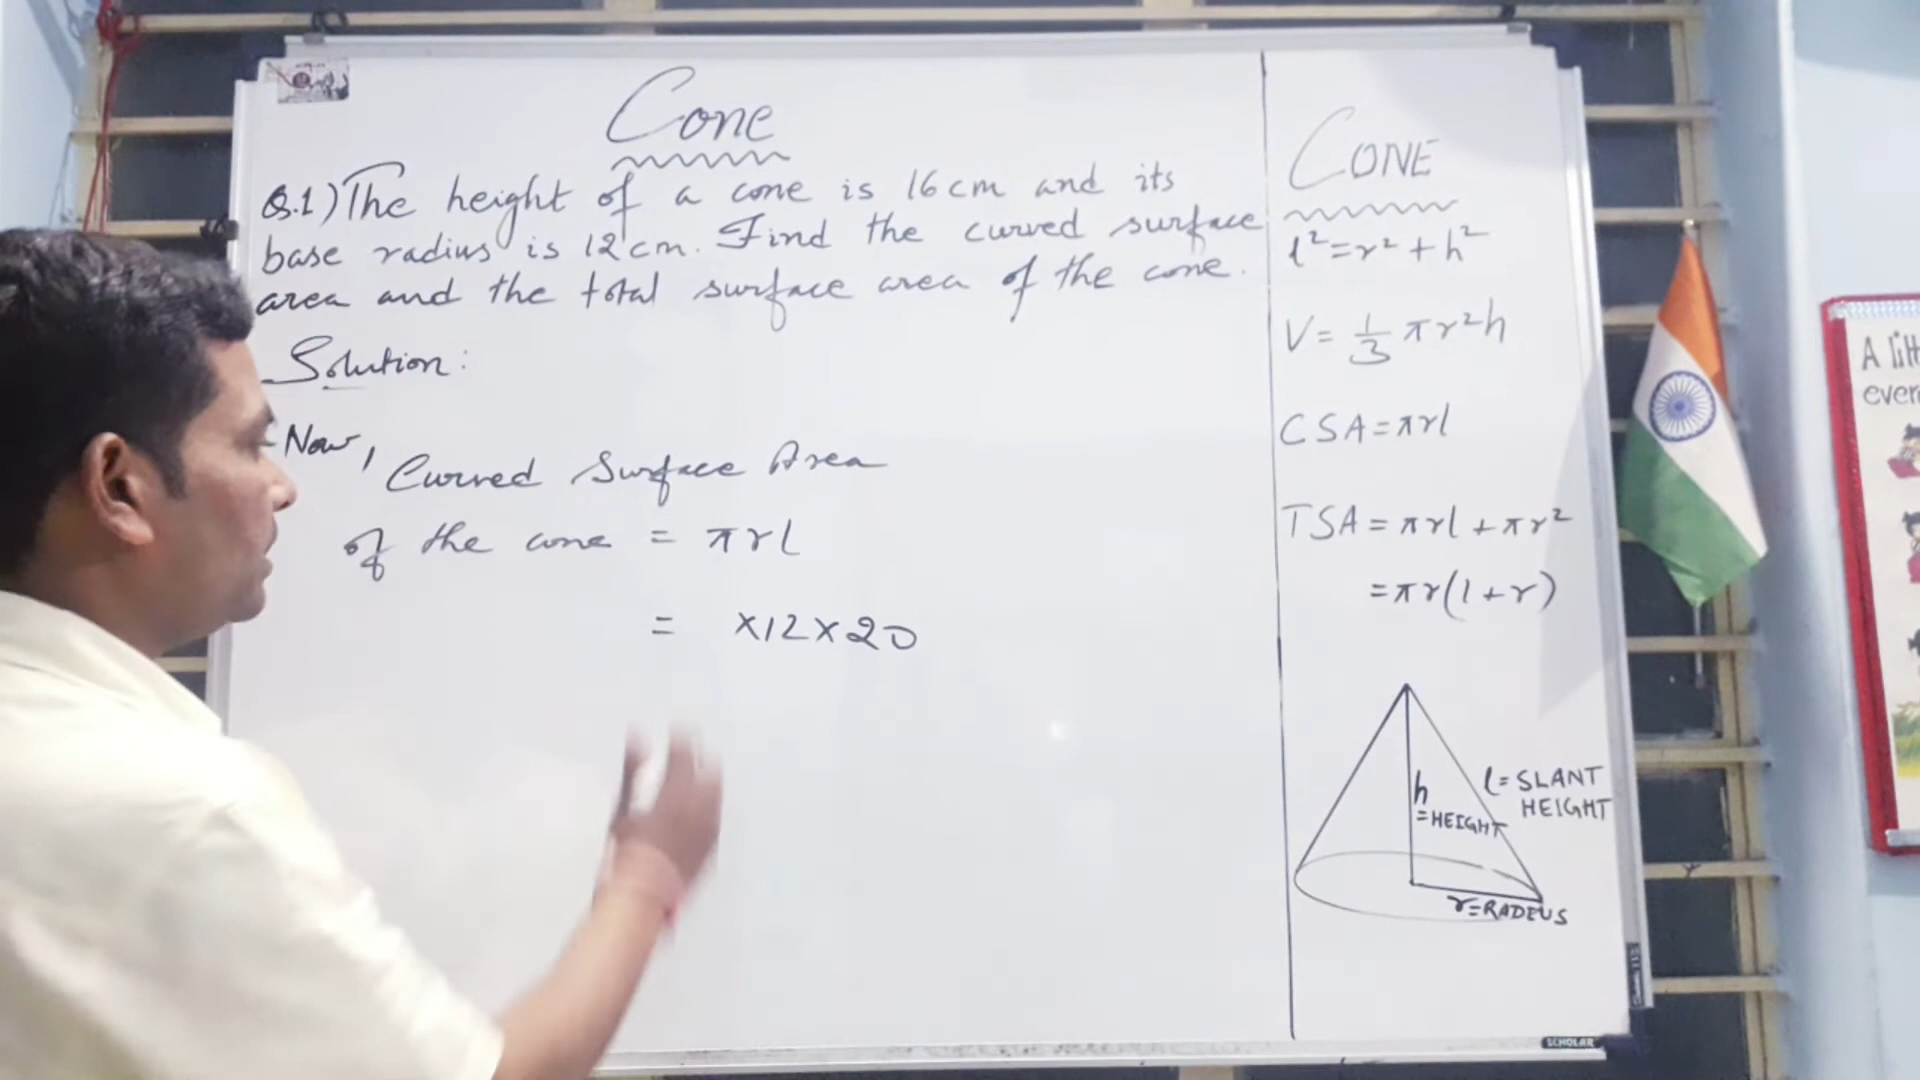 Cone
Q.1) The height of a cone is 16 cm and its
base radius is 12 cm. Find the curved surface
area and the total surface area of the cone.
Solution:
Now, Curved Surface Area
of the cone = πrl
= ×12×20
CONE
l² = r² + h²
V = 1/3 πr²h
CSA = πrl
TSA = πrl + πr²
= πr(l + r)
h
= HEIGHT
l = SLANT
HEIGHT
r = RADEUS
SCHOLAR
A
ever